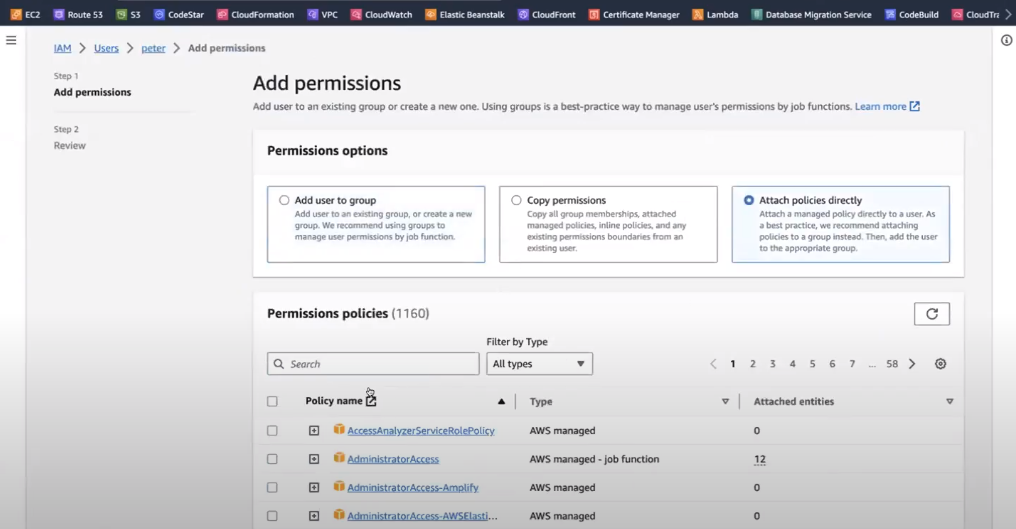 EC2 Route 53 S3 CodeStar CloudFormation VPC CloudWatch Elastic Beanstalk CloudFront Certificate Manager Lambda Database Migration Service CodeBuild CloudTra
IAM > Users > peter > Add permissions
Step 1
Add permissions
Step 2
Review
Add permissions
Add user to an existing group or create a new one. Using groups is a best-practice way to manage user's permissions by job functions. Learn more
Permissions options
Add user to group
Add user to an existing group, or create a new
group. We recommend using groups to
manage user permissions by job function.
Copy permissions
Copy all group memberships, attached
managed policies, inline policies, and any
existing permissions boundaries from an
existing user.
Attach policies directly
Attach a managed policy directly to a user. As
a best practice, we recommend attaching
policies to a group instead. Then, add the user
to the appropriate group.
Permissions policies (1160)
Filter by Type
Search All types 1 2 3 4 5 6 7 ... 58
Policy name Type Attached entities
AccessAnalyzerServiceRolePolicy AWS managed 0
AdministratorAccess AWS managed - job function 12
AdministratorAccess-Amplify AWS managed 0
AdministratorAccess-AWSElasti... AWS managed 0